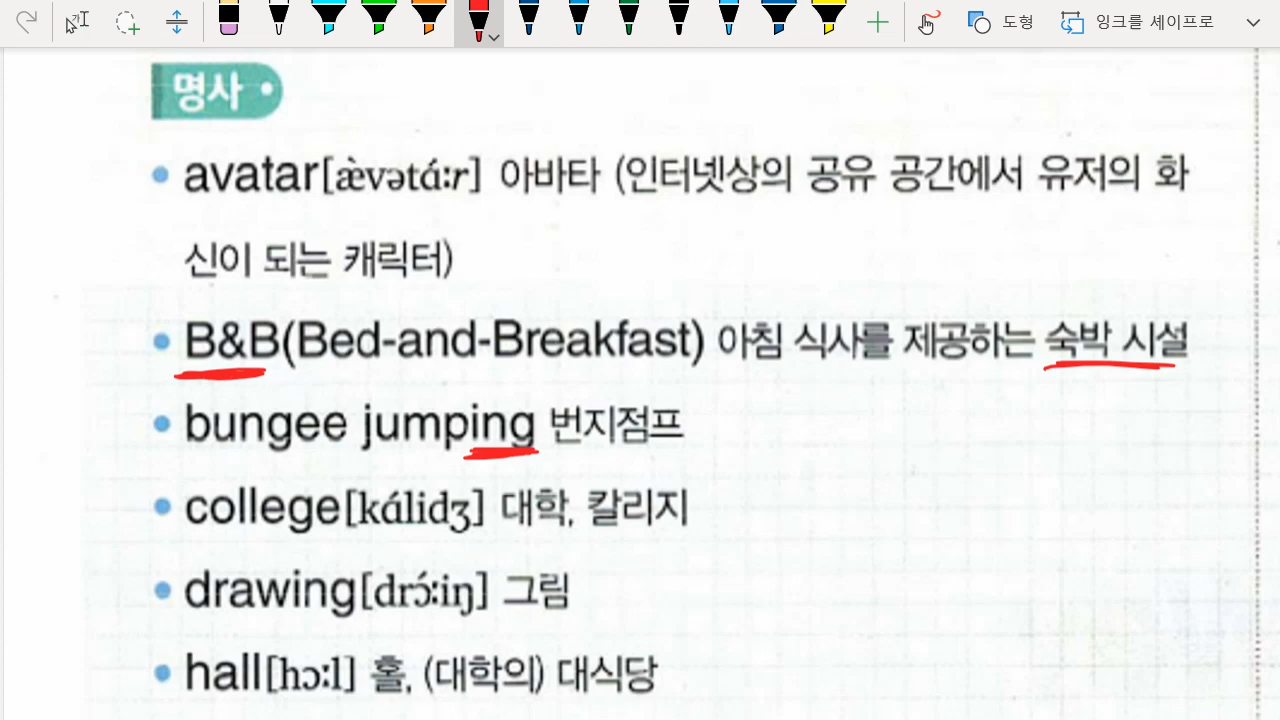 도형
잉크를 셰이프로
명사
avatar[æ̀vətáːr] 아바타 (인터넷상의 공유 공간에서 유저의 화
신이 되는 캐릭터)
B&B(Bed-and-Breakfast) 아침 식사를 제공하는 숙박 시설
bungee jumping 번지점프
college[kálidʒ] 대학, 칼리지
drawing[drɔ́ːiŋ] 그림
hall[hɔːl] 홀, (대학의) 대식당